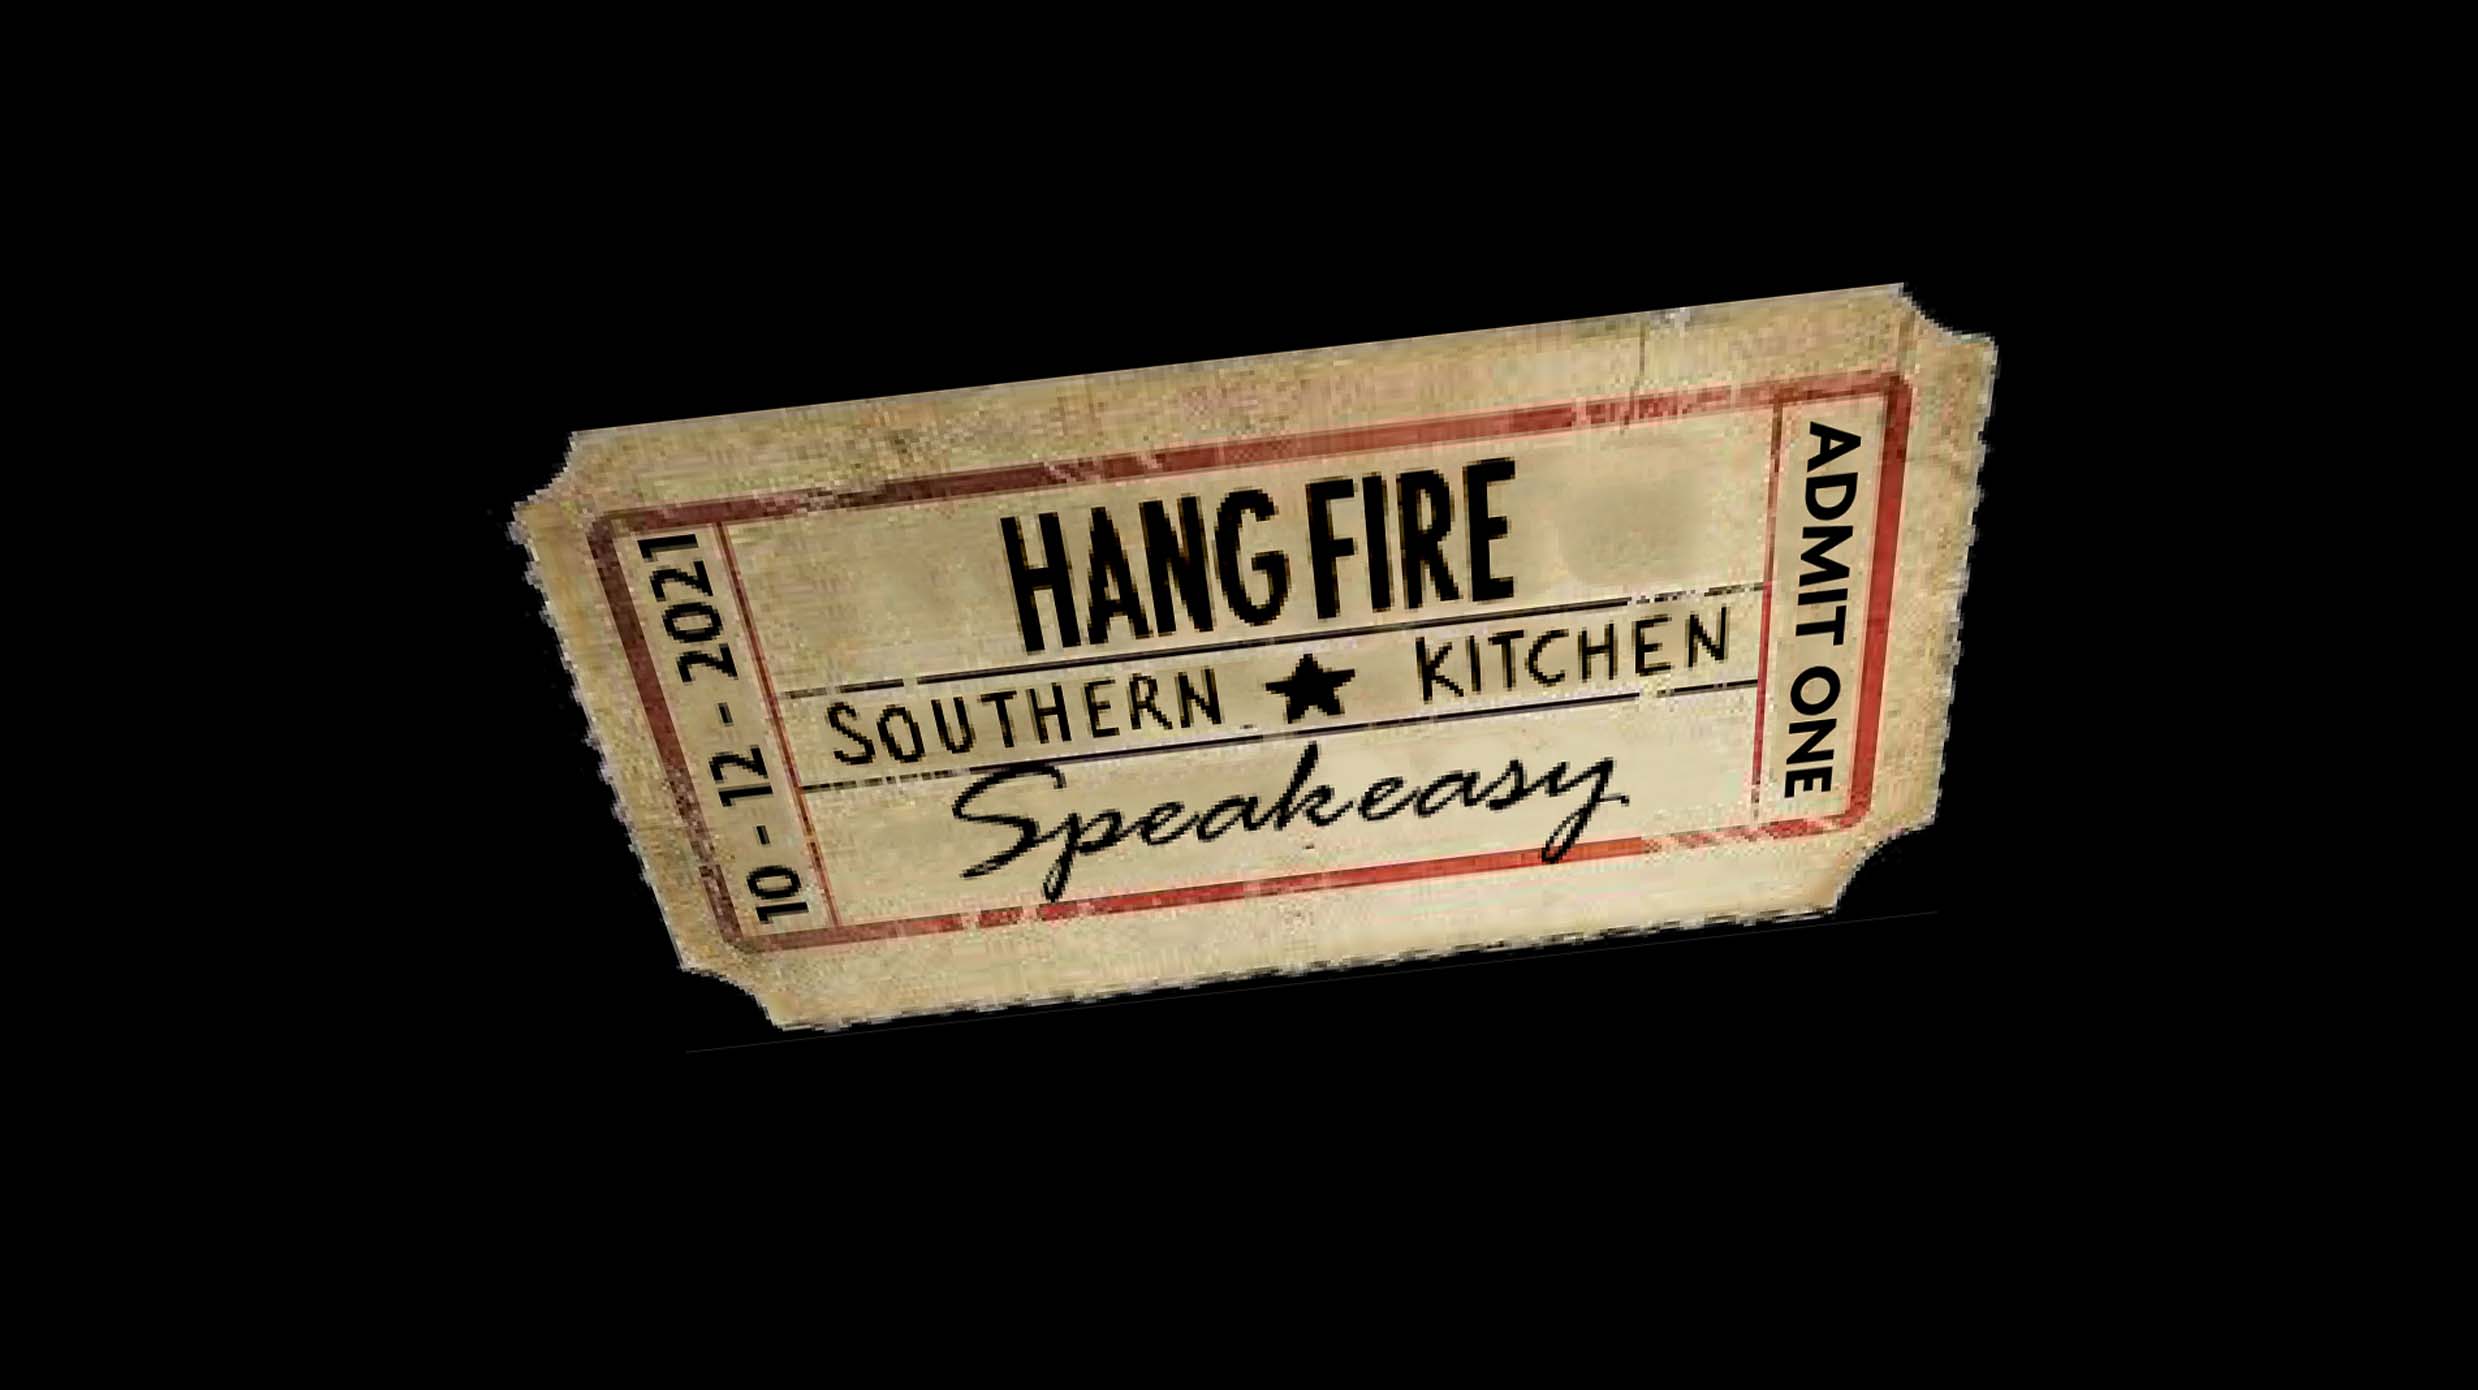 HANG FIRE
SOUTHERN ★ KITCHEN
Speakeasy
10 - 12 - 2021
ADMIT ONE